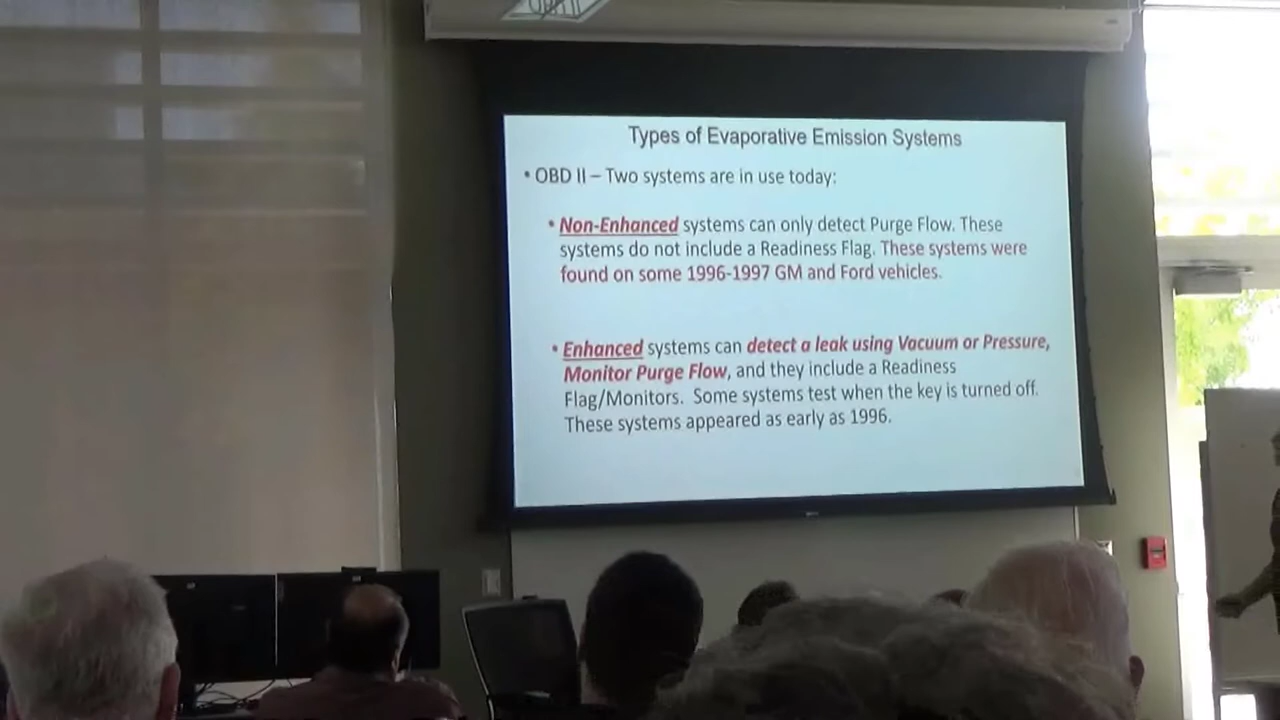 Types of Evaporative Emission Systems
• OBD II – Two systems are in use today:
• Non-Enhanced systems can only detect Purge Flow. These
systems do not include a Readiness Flag. These systems were
found on some 1996-1997 GM and Ford vehicles.
• Enhanced systems can detect a leak using Vacuum or Pressure,
Monitor Purge Flow, and they include a Readiness
Flag/Monitors. Some systems test when the key is turned off.
These systems appeared as early as 1996.